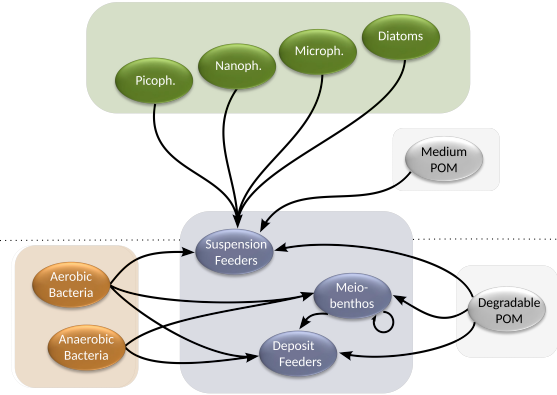 Diatoms
Microph.
Nanoph.
Picoph.
Medium
POM
Suspension
Feeders
Aerobic
Bacteria
Meio-
benthos
Degradable
POM
Anaerobic
Bacteria
Deposit
Feeders